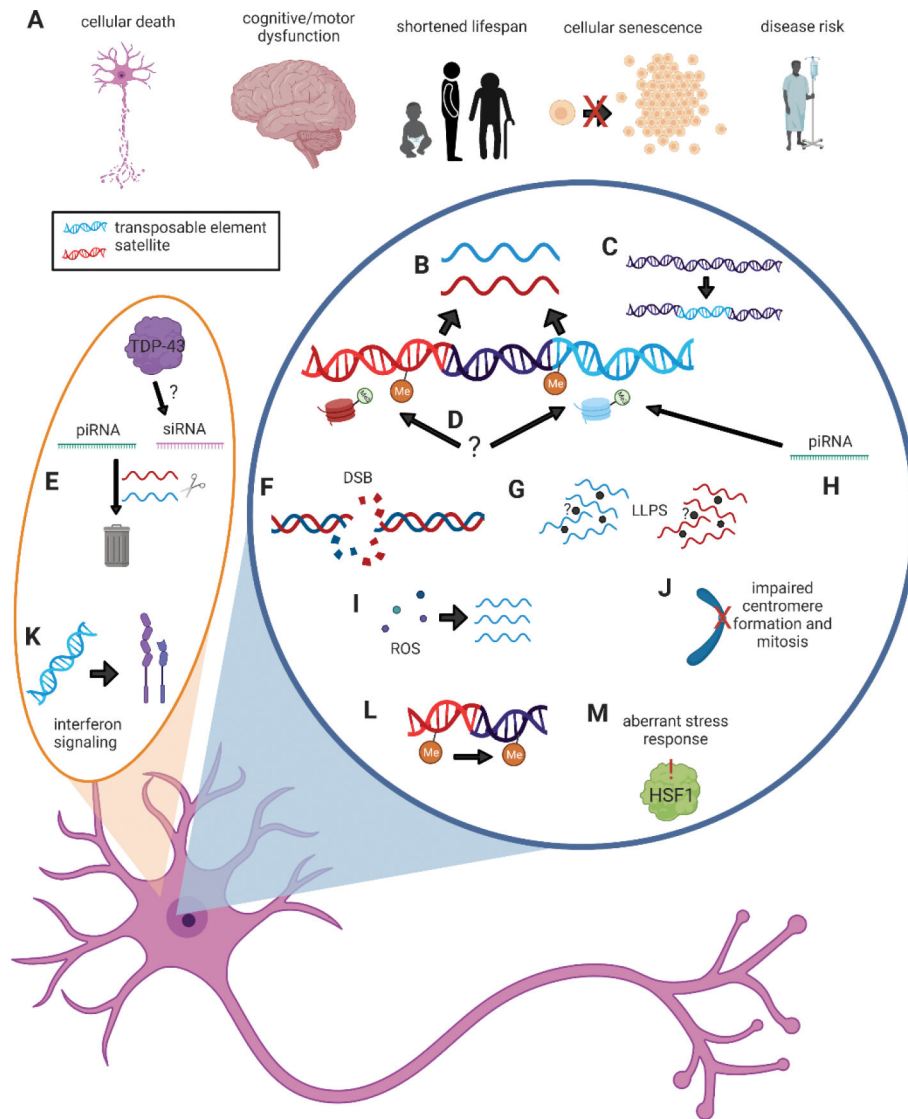 A
cellular death
cognitive/motor
dysfunction
shortened lifespan
cellular senescence
disease risk
transposable element
satellite
B
C
TDP-43
?
piRNA
siRNA
E
Me
Me
D
?
piRNA
H
F
DSB
G
?
LLPS
?
I
ROS
J
impaired
centromere
formation and
mitosis
K
interferon
signaling
L
Me
Me
M
aberrant stress
response
!
HSF1